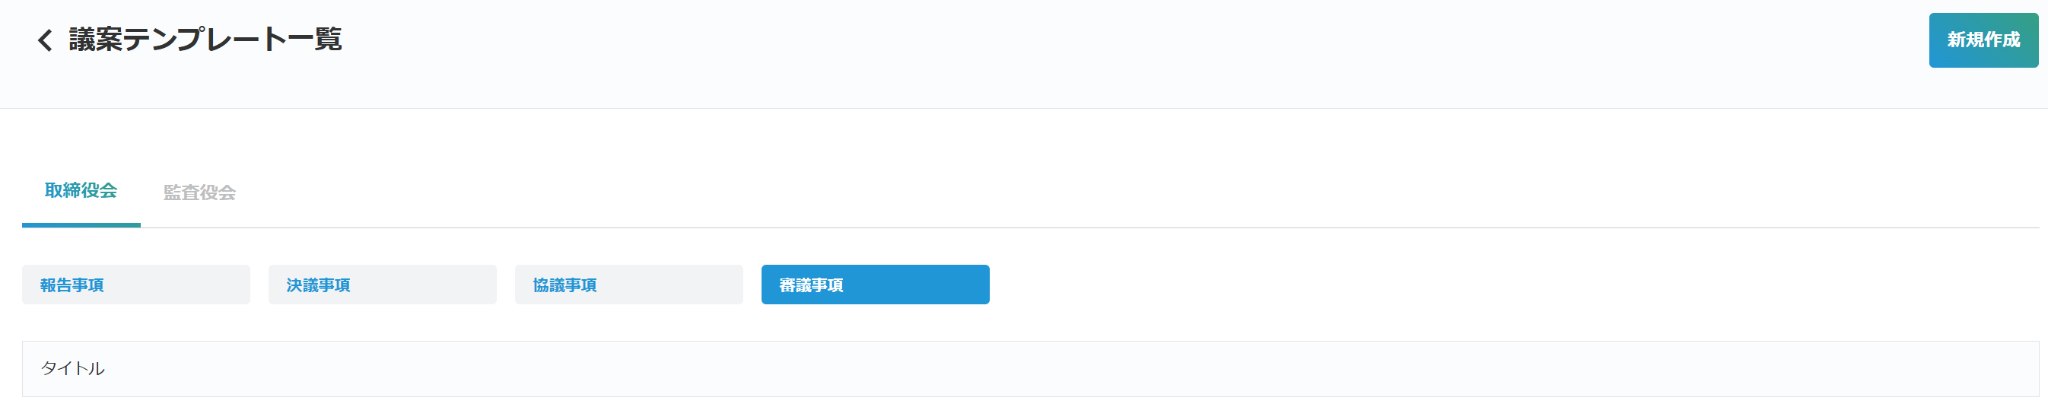 議案テンプレート一覧
新規作成
取締役会 監査役会
報告事項 決議事項 協議事項 審議事項
タイトル